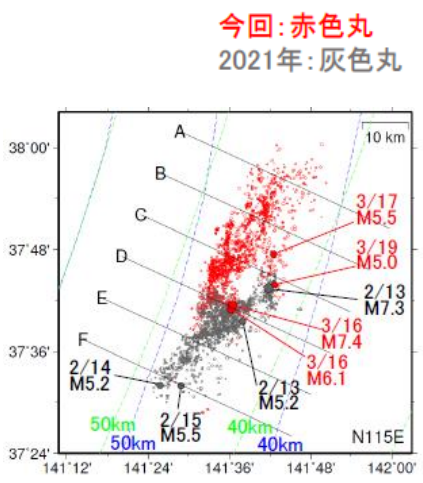 今回:赤色丸
2021年:灰色丸
10 km
A
B
C
D
E
F
38˚00'
37˚48'
37˚36'
37˚24'
3/17
M5.5
3/19
M5.0
2/13
M7.3
3/16
M7.4
3/16
M6.1
2/14
M5.2
2/13
M5.2
2/15
M5.5
50km
50km
40km
40km
N115E
141˚12'
141˚24'
141˚36'
141˚48'
142˚00'